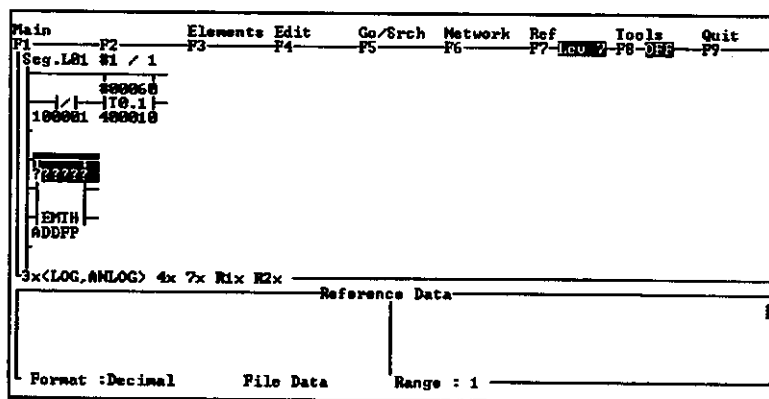 Main Elements Edit Go/Srch Network Ref Tools Quit
F1 F2 F3 F4 F5 F6 F7-Lev ?-F8-OFF F9
Seg.L01 #1 / 1
#00060
T0.1
100001 400010
??????
EMTH
ADDFP
3x<LOG,ANLOG> 4x 7x R1x R2x
Reference Data
Format :Decimal File Data Range : 1